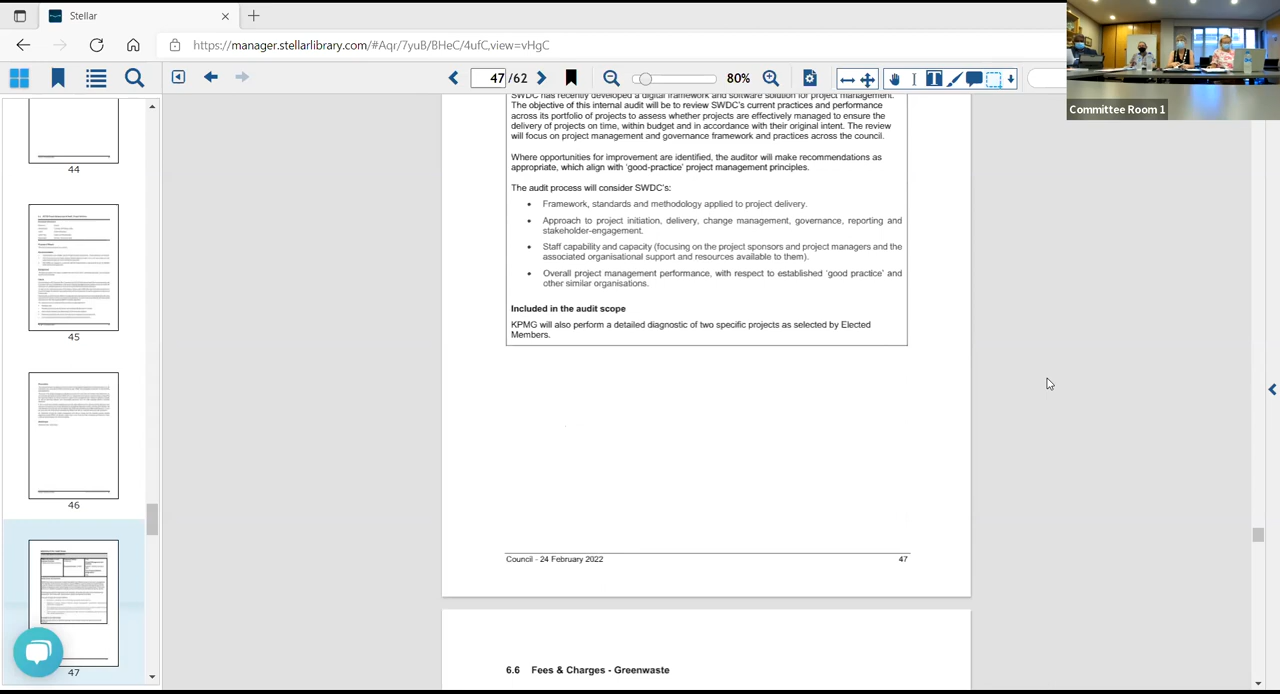 Stellar
https://manager.stellarlibrary.com/#Aqr/7yuB/BHeC/4ufC,view=vHgC
Committee Room 1
47 /62
80%
SWDC has recently developed a digital framework and software solution for project management.
The objective of this internal audit will be to review SWDC's current practices and performance
across its portfolio of projects to assess whether projects are effectively managed to ensure the
delivery of projects on time, within budget and in accordance with their original intent. The review
will focus on project management and governance framework and practices across the council.
Where opportunities for improvement are identified, the auditor will make recommendations as
appropriate, which align with 'good-practice' project management principles.
The audit process will consider SWDC's:
• Framework, standards and methodology applied to project delivery.
• Approach to project initiation, delivery, change management, governance, reporting and
stakeholder-engagement.
• Staff capability and capacity (focusing on the project sponsors and project managers and the
associated organisational support and resources available to them).
• Overall project management performance, with respect to established 'good practice' and
other similar organisations.
Included in the audit scope
KPMG will also perform a detailed diagnostic of two specific projects as selected by Elected
Members.
Council - 24 February 2022 47
6.6 Fees & Charges - Greenwaste
44
45
46
47